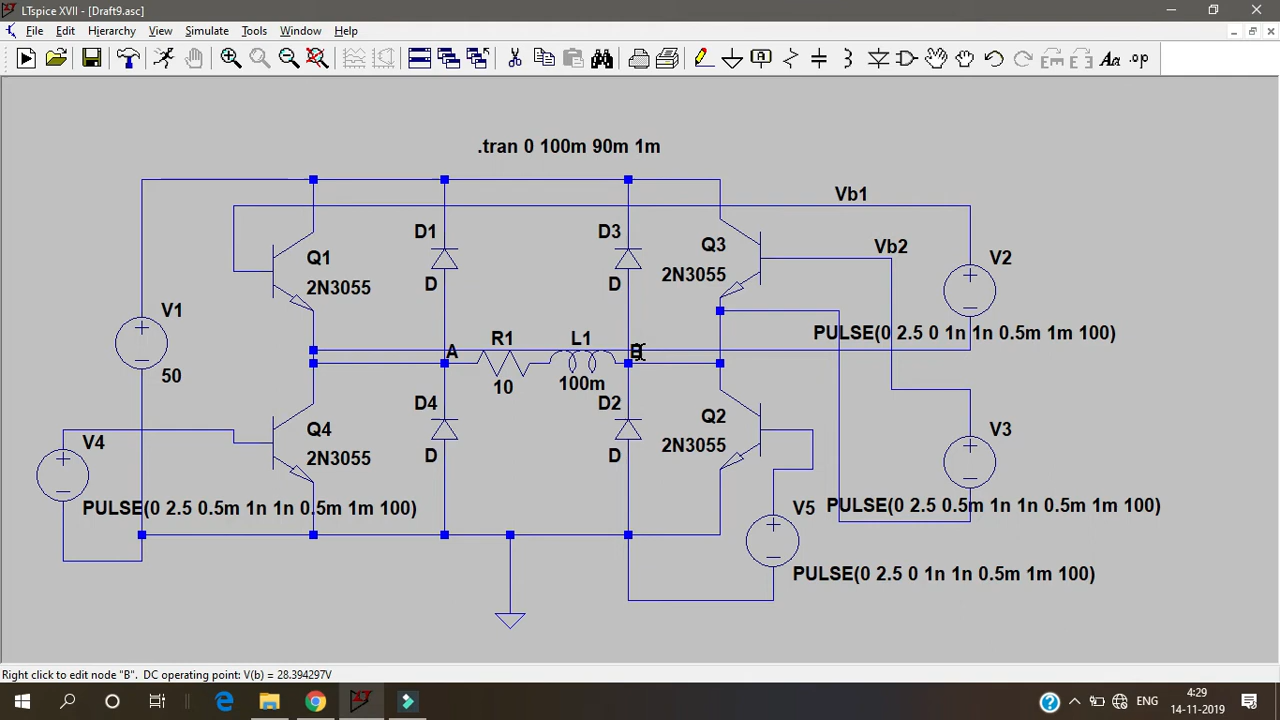 LTspice XVII - [Draft9.asc]
File Edit Hierarchy View Simulate Tools Window Help
.tran 0 100m 90m 1m
Vb1
D1 D3 Q3 Vb2
Q1 V2
2N3055 D D 2N3055
V1 PULSE(0 2.5 0 1n 1n 0.5m 1m 100)
A R1 L1 B
50 10 100m
D4 D2 Q2
V4 Q4 V3
2N3055 D D 2N3055
PULSE(0 2.5 0.5m 1n 1n 0.5m 1m 100) V5 PULSE(0 2.5 0.5m 1n 1n 0.5m 1m 100)
PULSE(0 2.5 0 1n 1n 0.5m 1m 100)
Right click to edit node "B". DC operating point: V(b) = 28.394297V
ENG 4:29
14-11-2019